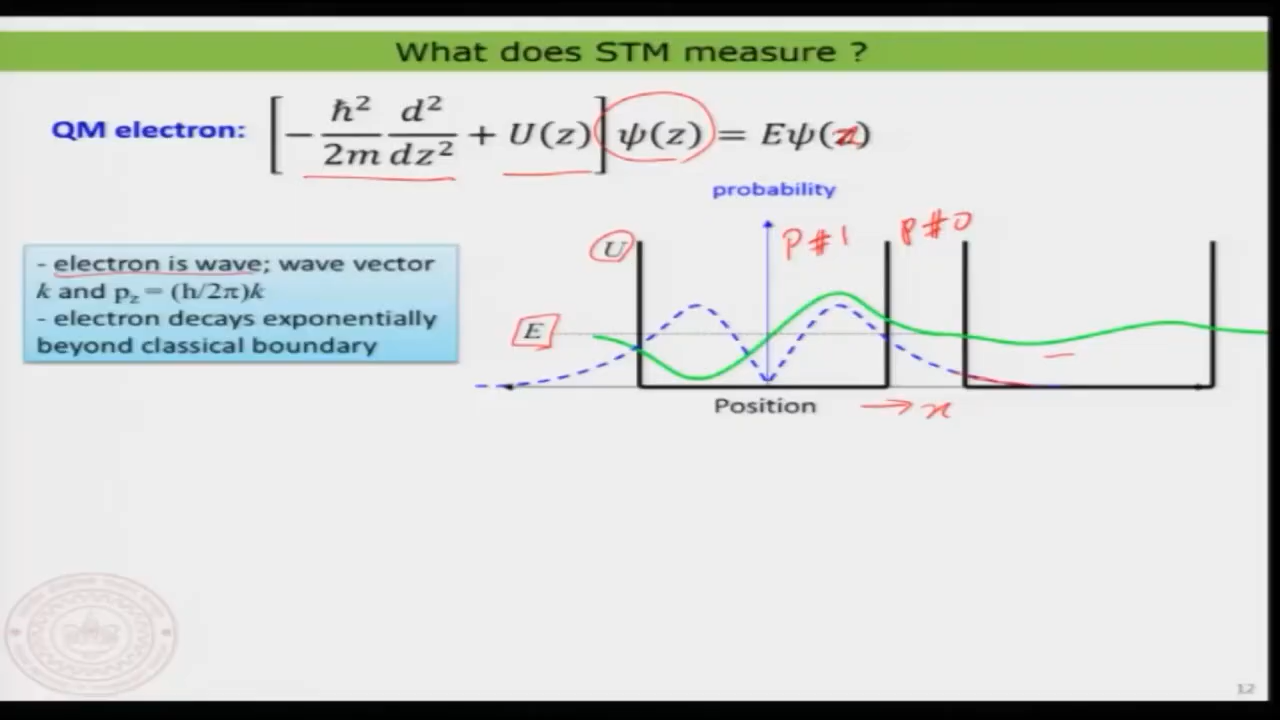 What does STM measure ?
QM electron: [ - ℏ²/2m d²/dz² + U(z) ] ψ(z) = Eψ(z)
probability
P # 1
P # 0
U
- electron is wave; wave vector
k and p_z = (h/2π)k
- electron decays exponentially
beyond classical boundary
E
Position
→ x
12